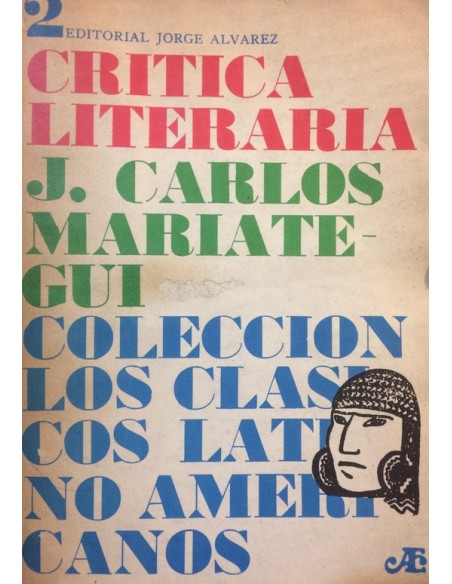 2 EDITORIAL JORGE ALVAREZ
CRITICA
LITERARIA
J. CARLOS
MARIATE-
GUI
COLECCION
LOS CLASI
COS LATI
NO AMERI
CANOS